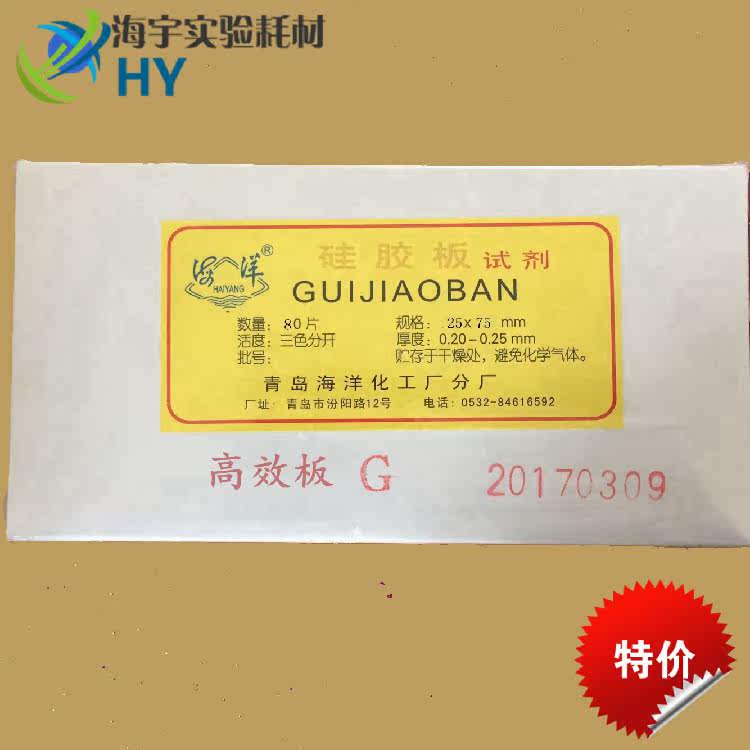 海宇实验耗材
HY
海洋®
HAIYANG
硅胶板 试剂
GUIJIAOBAN
数量: 80片 规格: 25x75 mm
活度: 三色分开 厚度: 0.20-0.25mm
批号: 贮存于干燥处, 避免化学气体。
青岛海洋化工厂分厂
厂址: 青岛市汾阳路12号 电话: 0532-84616592
高效板 G 20170309
特价